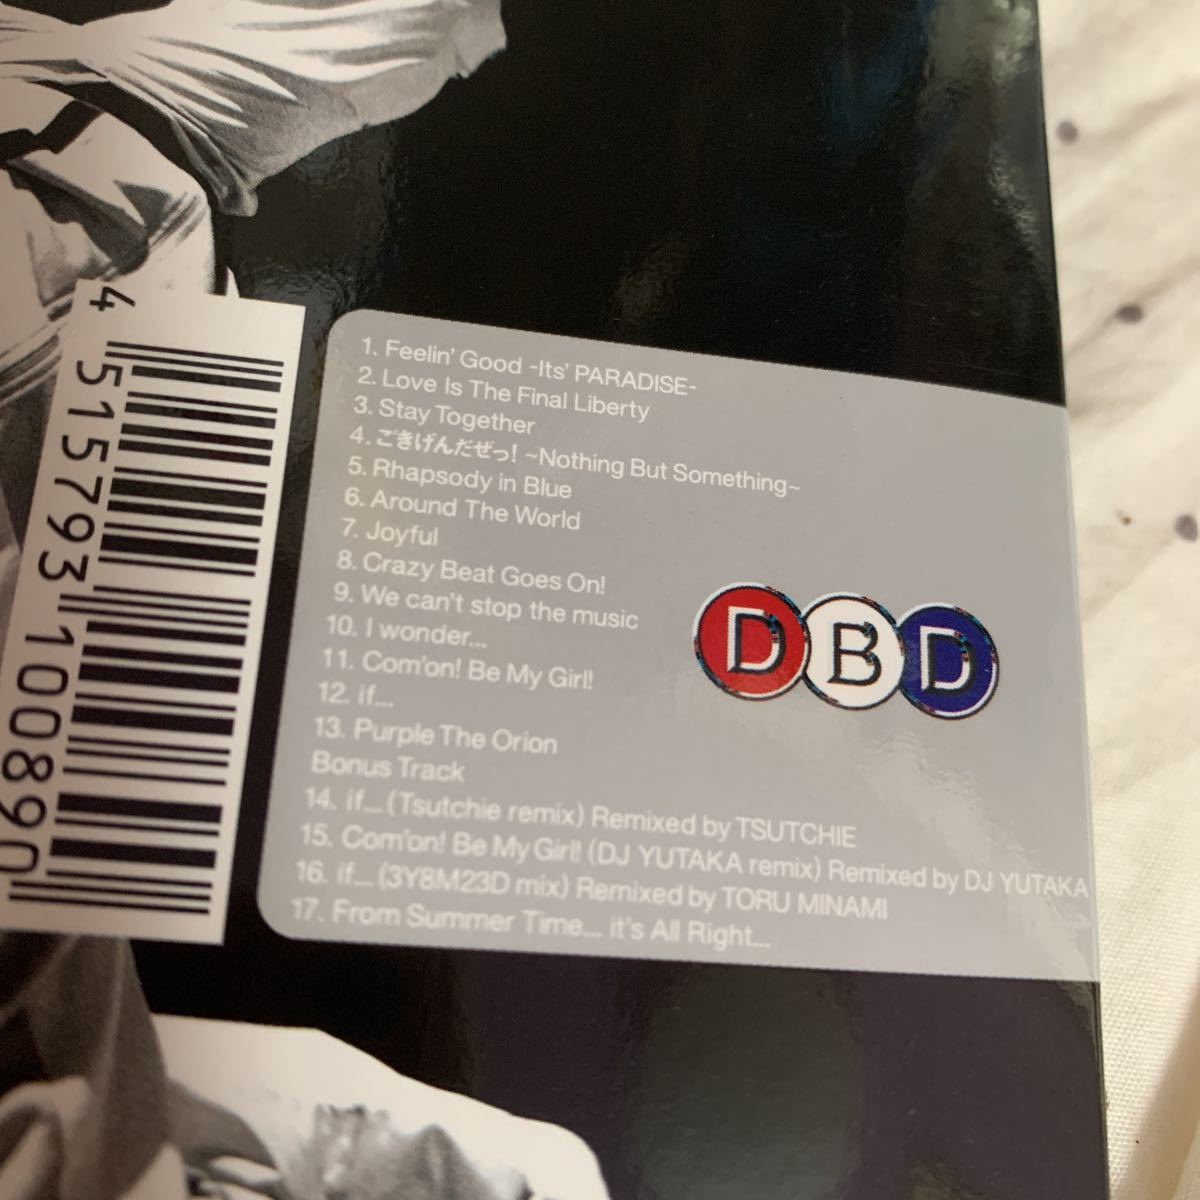 4 515793 100890
1. Feelin' Good -Its' PARADISE-
2. Love Is The Final Liberty
3. Stay Together
4. ごきげんだぜっ! ~Nothing But Something~
5. Rhapsody in Blue
6. Around The World
7. Joyful
8. Crazy Beat Goes On!
9. We can't stop the music
10. I wonder...
11. Com'on! Be My Girl!
12. if...
13. Purple The Orion
Bonus Track
14. if... (Tsutchie remix) Remixed by TSUTCHIE
15. Com'on! Be My Girl! (DJ YUTAKA remix) Remixed by DJ YUTAKA
16. if... (3Y8M23D mix) Remixed by TORU MINAMI
17. From Summer Time... it's All Right...
DBD